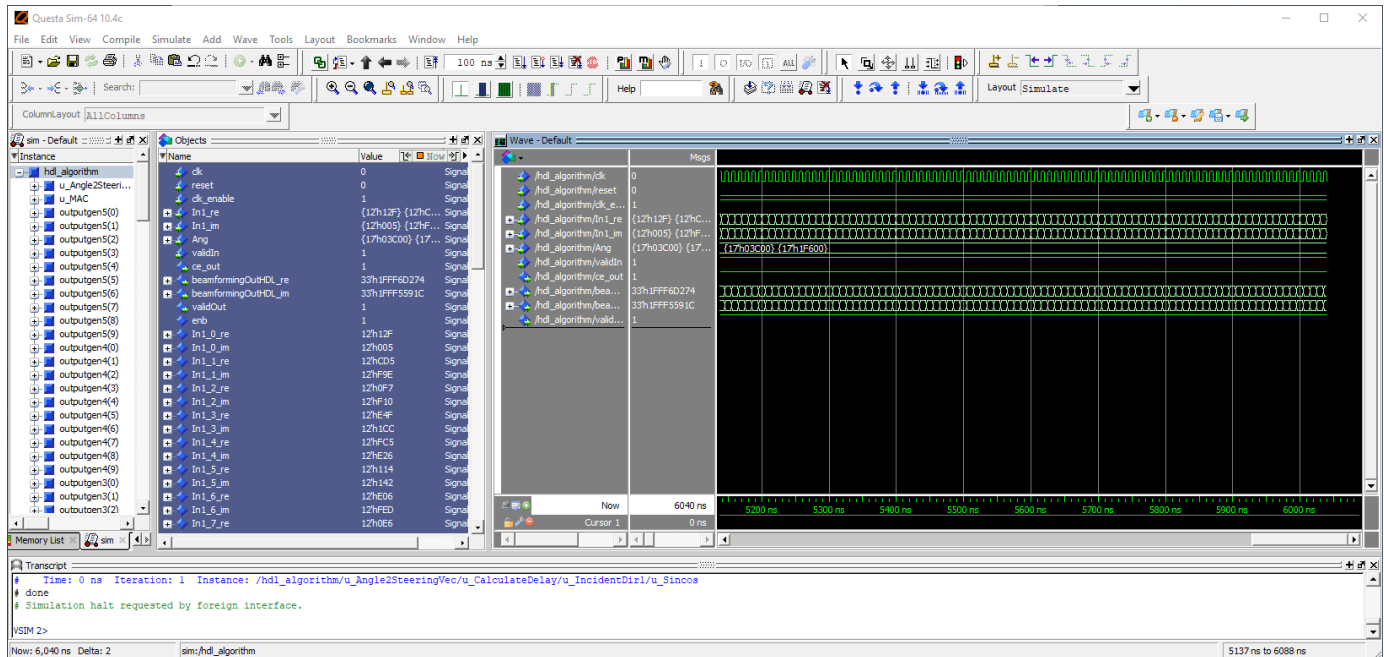 Questa Sim-64 10.4c
File Edit View Compile Simulate Add Wave Tools Layout Bookmarks Window Help
100 ns
Search:
Help
Layout Simulate
ColumnLayout AllColumns
sim - Default
Instance
hdl_algorithm
u_Angle2Steeri...
u_MAC
outputgen5(0)
outputgen5(1)
outputgen5(2)
outputgen5(3)
outputgen5(4)
outputgen5(5)
outputgen5(6)
outputgen5(7)
outputgen5(8)
outputgen5(9)
outputgen4(0)
outputgen4(1)
outputgen4(2)
outputgen4(3)
outputgen4(4)
outputgen4(5)
outputgen4(6)
outputgen4(7)
outputgen4(8)
outputgen4(9)
outputgen3(0)
outputgen3(1)
outputgen3(2)
Memory List
sim
Objects
Name Value Now
clk 0 Signal
reset 0 Signal
clk_enable 1 Signal
In1_re {12'h12F} {12'hC... Signal
In1_im {12'h005} {12'hF... Signal
Ang {17'h03C00} {17... Signal
validIn 1 Signal
ce_out 1 Signal
beamformingOutHDL_re 33'h1FFF6D274 Signal
beamformingOutHDL_im 33'h1FFF5591C Signal
validOut 1 Signal
enb 1 Signal
In1_0_re 12'h12F Signal
In1_0_im 12'h005 Signal
In1_1_re 12'hCD5 Signal
In1_1_im 12'hF9E Signal
In1_2_re 12'h0F7 Signal
In1_2_im 12'hF10 Signal
In1_3_re 12'hE4F Signal
In1_3_im 12'h1CC Signal
In1_4_re 12'hFC5 Signal
In1_4_im 12'hE26 Signal
In1_5_re 12'h114 Signal
In1_5_im 12'h142 Signal
In1_6_re 12'hE06 Signal
In1_6_im 12'hFED Signal
In1_7_re 12'h0E6 Signal
Wave - Default
Msgs
/hdl_algorithm/clk 0
/hdl_algorithm/reset 0
/hdl_algorithm/clk_e... 1
/hdl_algorithm/In1_re {12'h12F} {12'hC...
/hdl_algorithm/In1_im {12'h005} {12'hF...
/hdl_algorithm/Ang {17'h03C00} {17... {17'h03C00} {17'h1F600}
/hdl_algorithm/validIn 1
/hdl_algorithm/ce_out 1
/hdl_algorithm/bea... 33'h1FFF6D274
/hdl_algorithm/bea... 33'h1FFF5591C
/hdl_algorithm/valid... 1
Now 6040 ns
Cursor 1 0 ns
5200 ns 5300 ns 5400 ns 5500 ns 5600 ns 5700 ns 5800 ns 5900 ns 6000 ns
Transcript
# Time: 0 ns Iteration: 1 Instance: /hdl_algorithm/u_Angle2SteeringVec/u_CalculateDelay/u_IncidentDir1/u_Sincos
# done
# Simulation halt requested by foreign interface.
VSIM 2>
Now: 6,040 ns Delta: 2 sim:/hdl_algorithm 5137 ns to 6088 ns